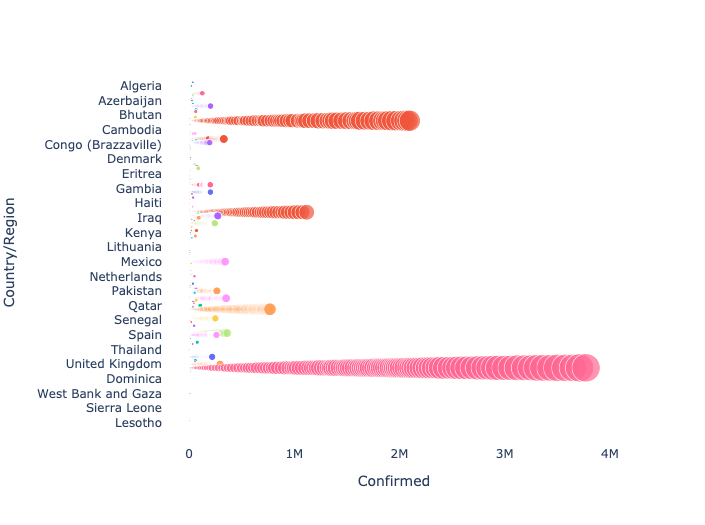 Country/Region
Algeria
Azerbaijan
Bhutan
Cambodia
Congo (Brazzaville)
Denmark
Eritrea
Gambia
Haiti
Iraq
Kenya
Lithuania
Mexico
Netherlands
Pakistan
Qatar
Senegal
Spain
Thailand
United Kingdom
Dominica
West Bank and Gaza
Sierra Leone
Lesotho
0 1M 2M 3M 4M
Confirmed